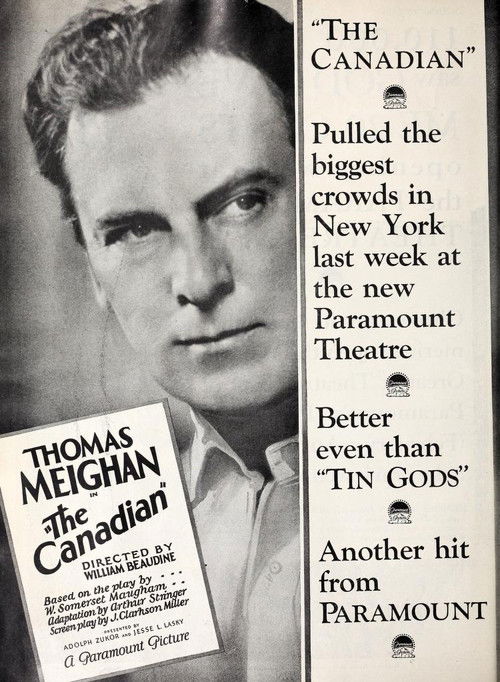 "THE
CANADIAN"
Pulled the
biggest
crowds in
New York
last week at
the new
Paramount
Theatre
Better
even than
"TIN GODS"
Another hit
from
PARAMOUNT
THOMAS
MEIGHAN
IN
"The
Canadian"
DIRECTED BY
WILLIAM BEAUDINE
Based on the play by . . .
W. Somerset Maugham . .
Adaptation by Arthur Stringer
Screen play by J. Clarkson Miller
PRESENTED BY
ADOLPH ZUKOR AND JESSE L. LASKY
A Paramount Picture